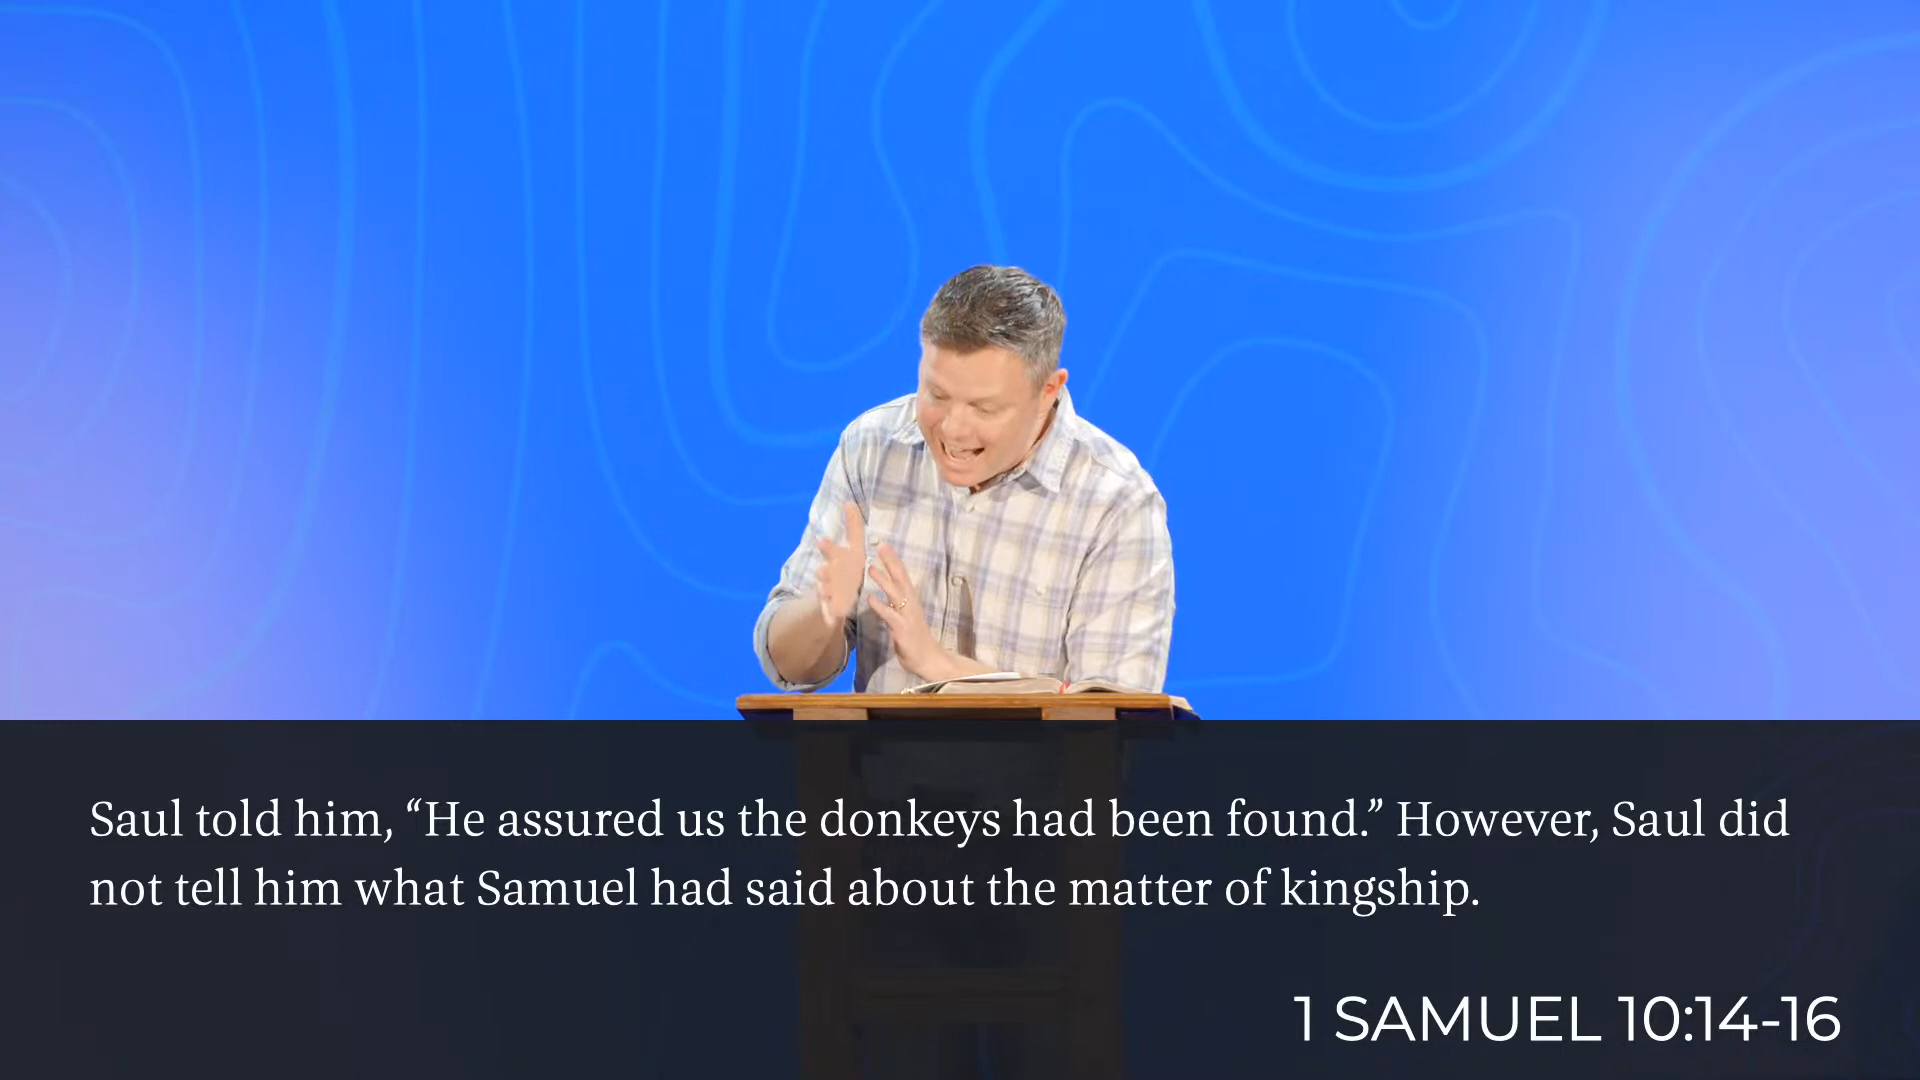 Saul told him, “He assured us the donkeys had been found.” However, Saul did
not tell him what Samuel had said about the matter of kingship.
1 SAMUEL 10:14-16